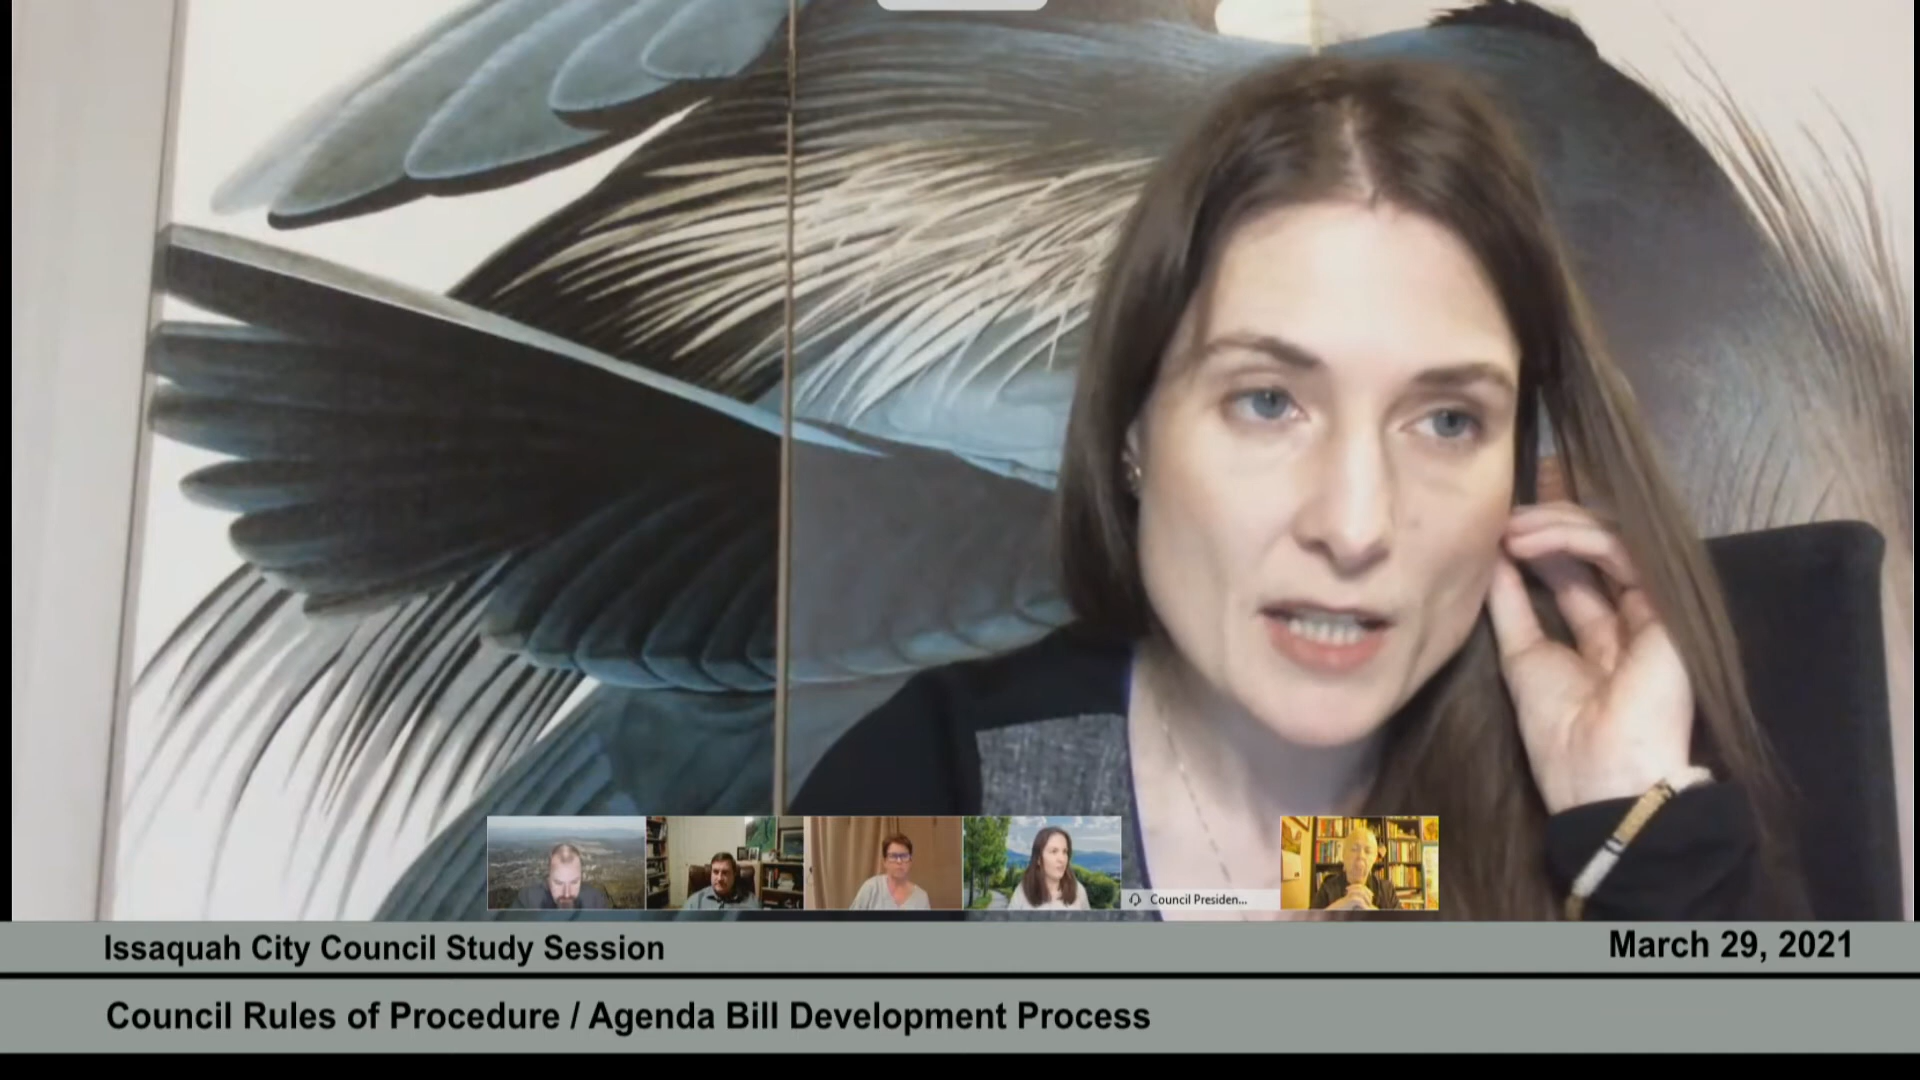 Council Presiden...
Issaquah City Council Study Session
March 29, 2021
Council Rules of Procedure / Agenda Bill Development Process